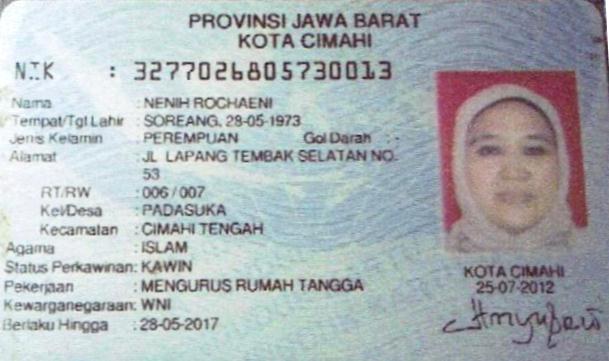 PROVINSI JAWA BARAT
KOTA CIMAHI
NIK : 3277026805730013
Nama : NENIH ROCHAENI
Tempat/Tgl Lahir : SOREANG, 28-05-1973
Jenis Kelamin : PEREMPUAN Gol Darah : -
Alamat : JL LAPANG TEMBAK SELATAN NO.
53
RT/RW : 006 / 007
Kel/Desa : PADASUKA
Kecamatan : CIMAHI TENGAH
Agama : ISLAM
Status Perkawinan: KAWIN
Pekerjaan : MENGURUS RUMAH TANGGA
Kewarganegaraan: WNI
Berlaku Hingga : 28-05-2017
KOTA CIMAHI
25-07-2012